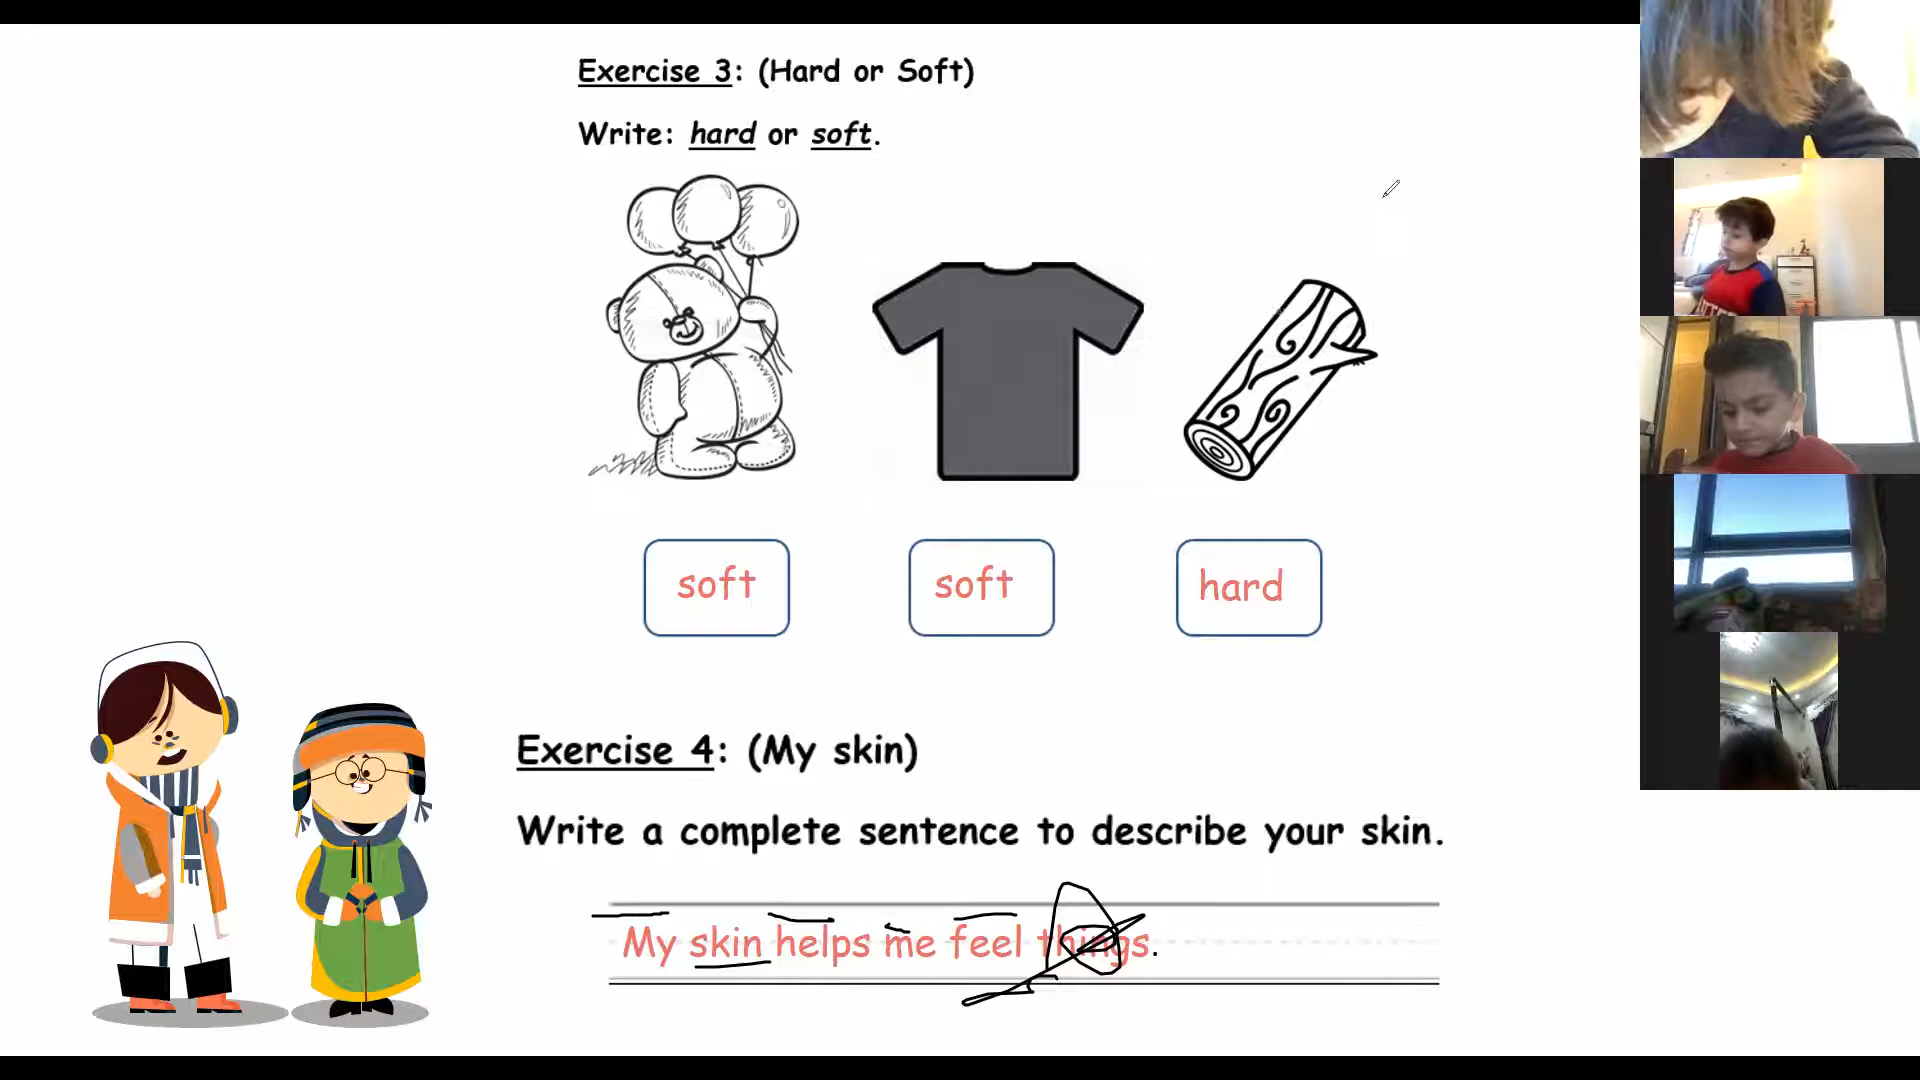 Exercise 3: (Hard or Soft)
Write: hard or soft.
soft soft hard
Exercise 4: (My skin)
Write a complete sentence to describe your skin.
My skin helps me feel things.